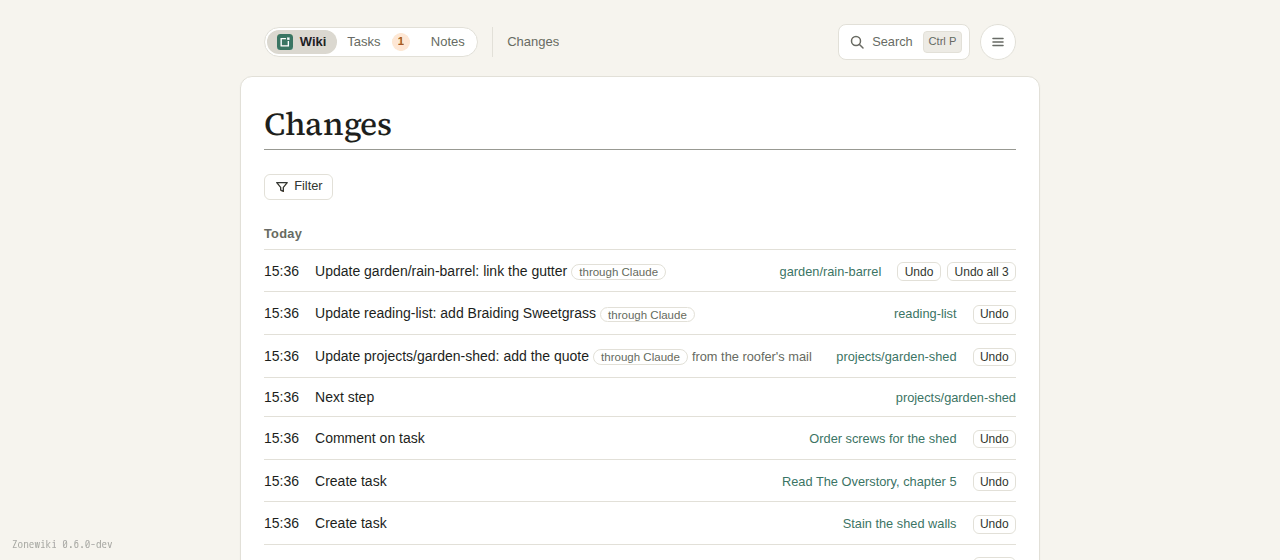 Wiki Tasks 1 Notes Changes Search Ctrl P
Changes
Filter
Today
15:36 Update garden/rain-barrel: link the gutter through Claude garden/rain-barrel Undo Undo all 3
15:36 Update reading-list: add Braiding Sweetgrass through Claude reading-list Undo
15:36 Update projects/garden-shed: add the quote through Claude from the roofer's mail projects/garden-shed Undo
15:36 Next step projects/garden-shed
15:36 Comment on task Order screws for the shed Undo
15:36 Create task Read The Overstory, chapter 5 Undo
15:36 Create task Stain the shed walls Undo
Zonewiki 0.6.0-dev